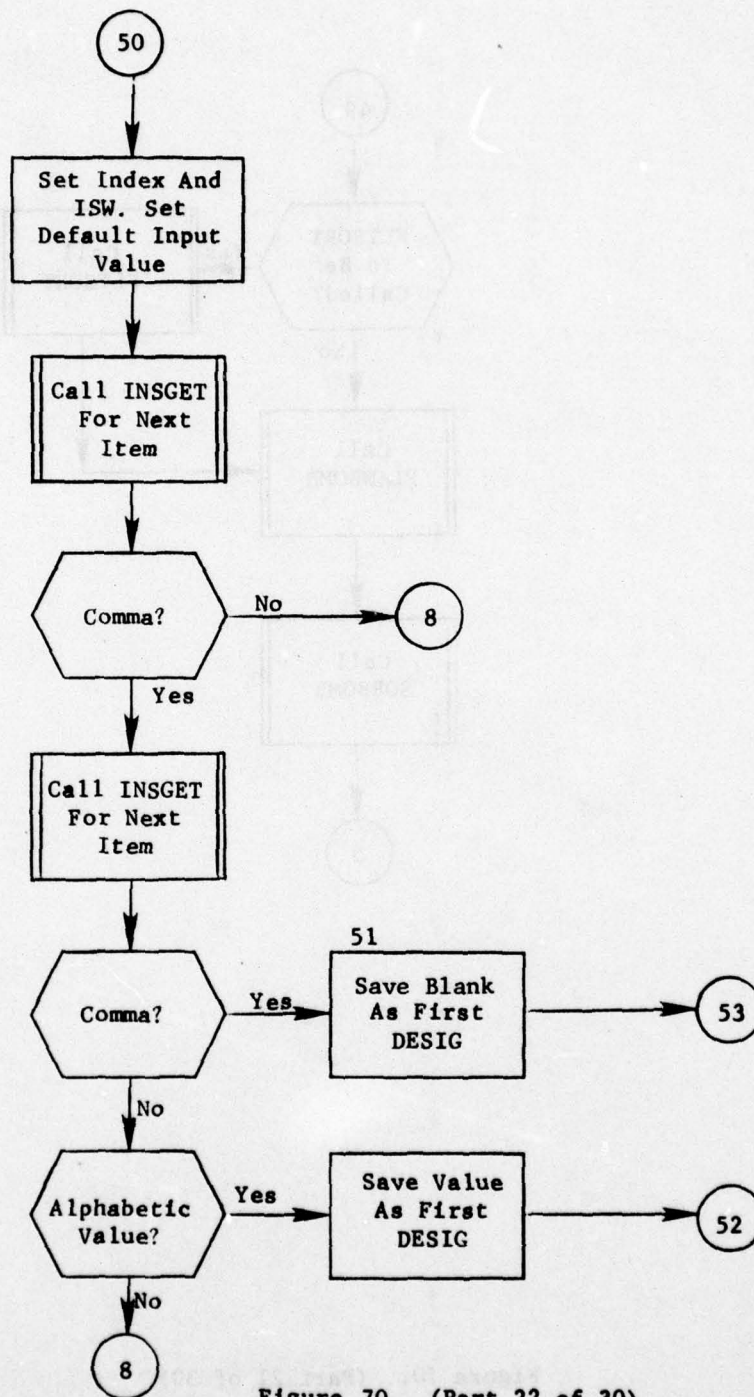 50
Set Index And
ISW. Set
Default Input
Value
Call INSGET
For Next
Item
Comma?
No
8
Yes
Call INSGET
For Next
Item
Comma?
Yes
51
Save Blank
As First
DESIG
53
No
Alphabetic
Value?
Yes
Save Value
As First
DESIG
52
No
8
Figure 70. (Part 22 of 30)